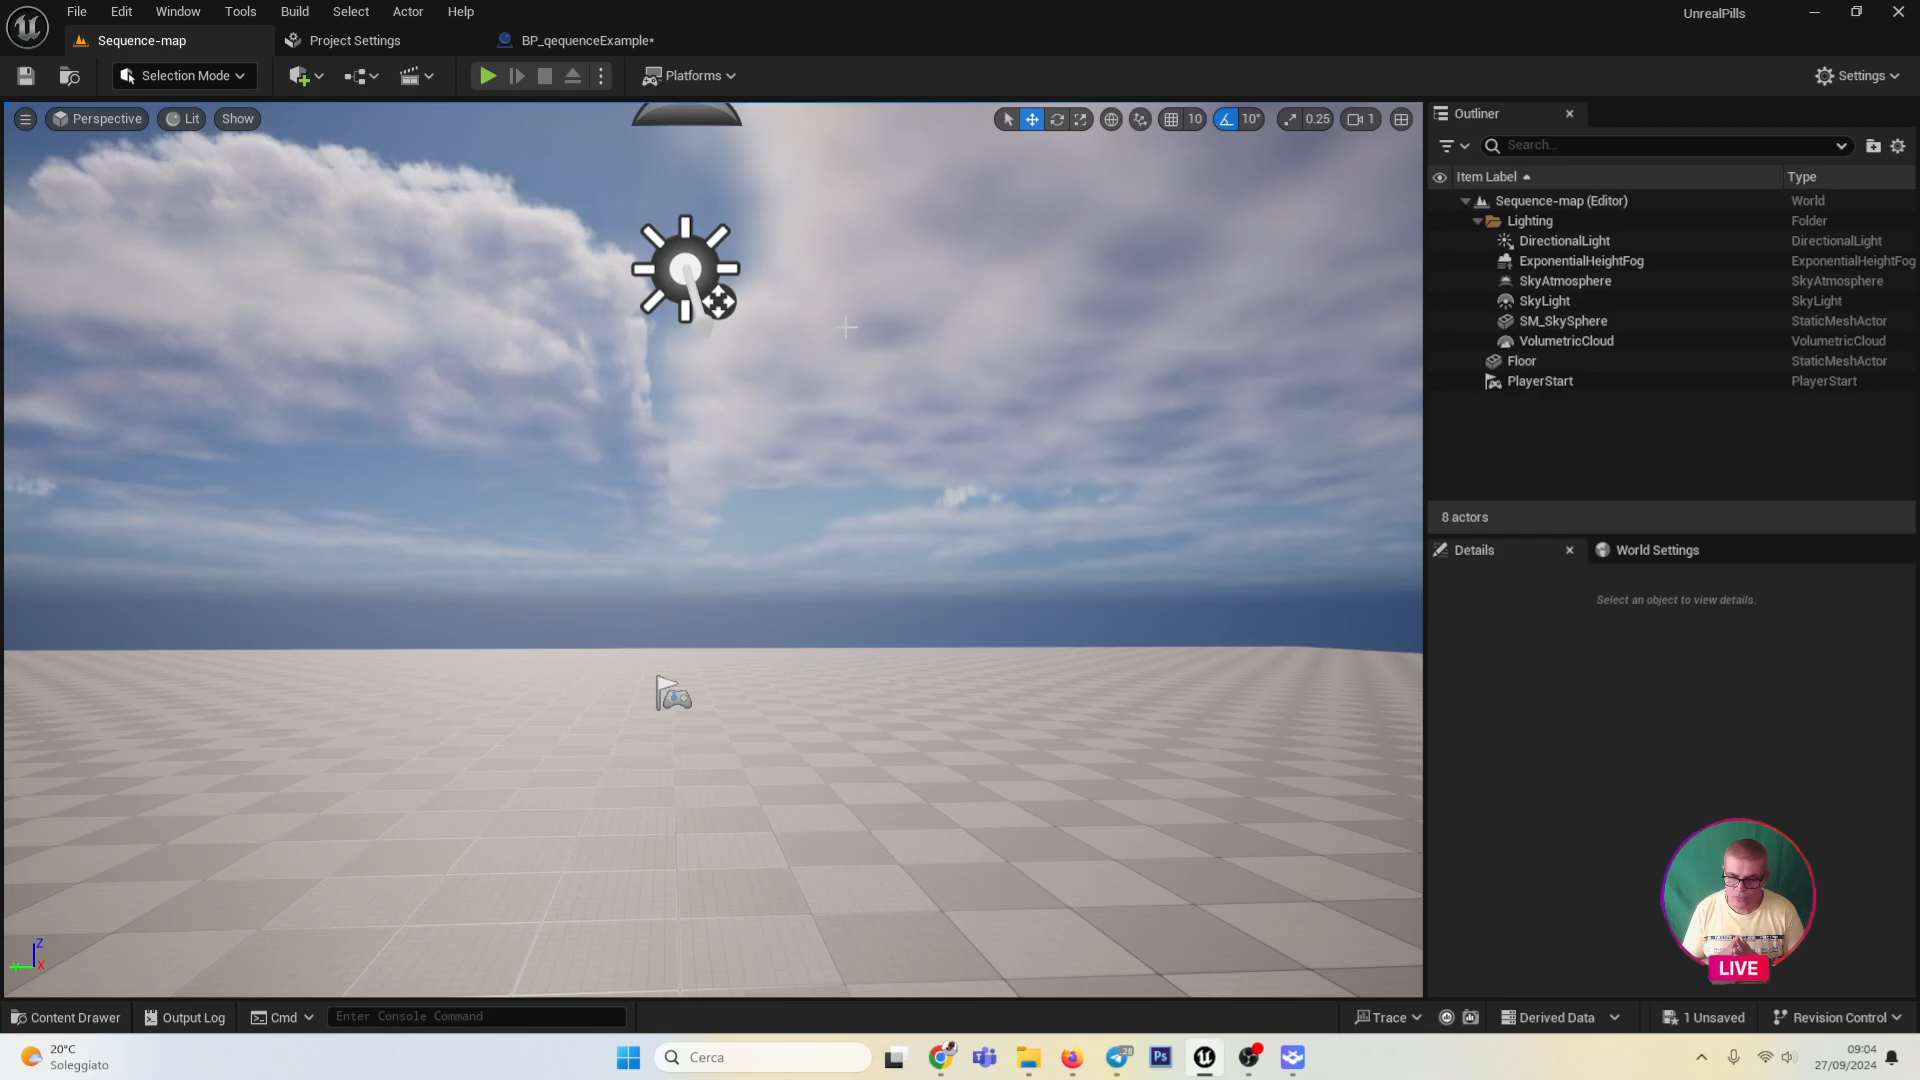 File Edit Window Tools Build Select Actor Help
UnrealPills
Sequence-map
Project Settings
BP_qequenceExample*
Selection Mode
Platforms
Settings
Perspective
Lit
Show
10
10°
0.25
1
Outliner
Search...
Item Label
Type
Sequence-map (Editor) World
Lighting Folder
DirectionalLight DirectionalLight
ExponentialHeightFog ExponentialHeightFog
SkyAtmosphere SkyAtmosphere
SkyLight SkyLight
SM_SkySphere StaticMeshActor
VolumetricCloud VolumetricCloud
Floor StaticMeshActor
PlayerStart PlayerStart
8 actors
Details
World Settings
Select an object to view details.
Z
X
LIVE
Content Drawer
Output Log
Cmd
Enter Console Command
Trace
Derived Data
1 Unsaved
Revision Control
20°C
Soleggiato
Cerca
28
Ps
09:04
27/09/2024